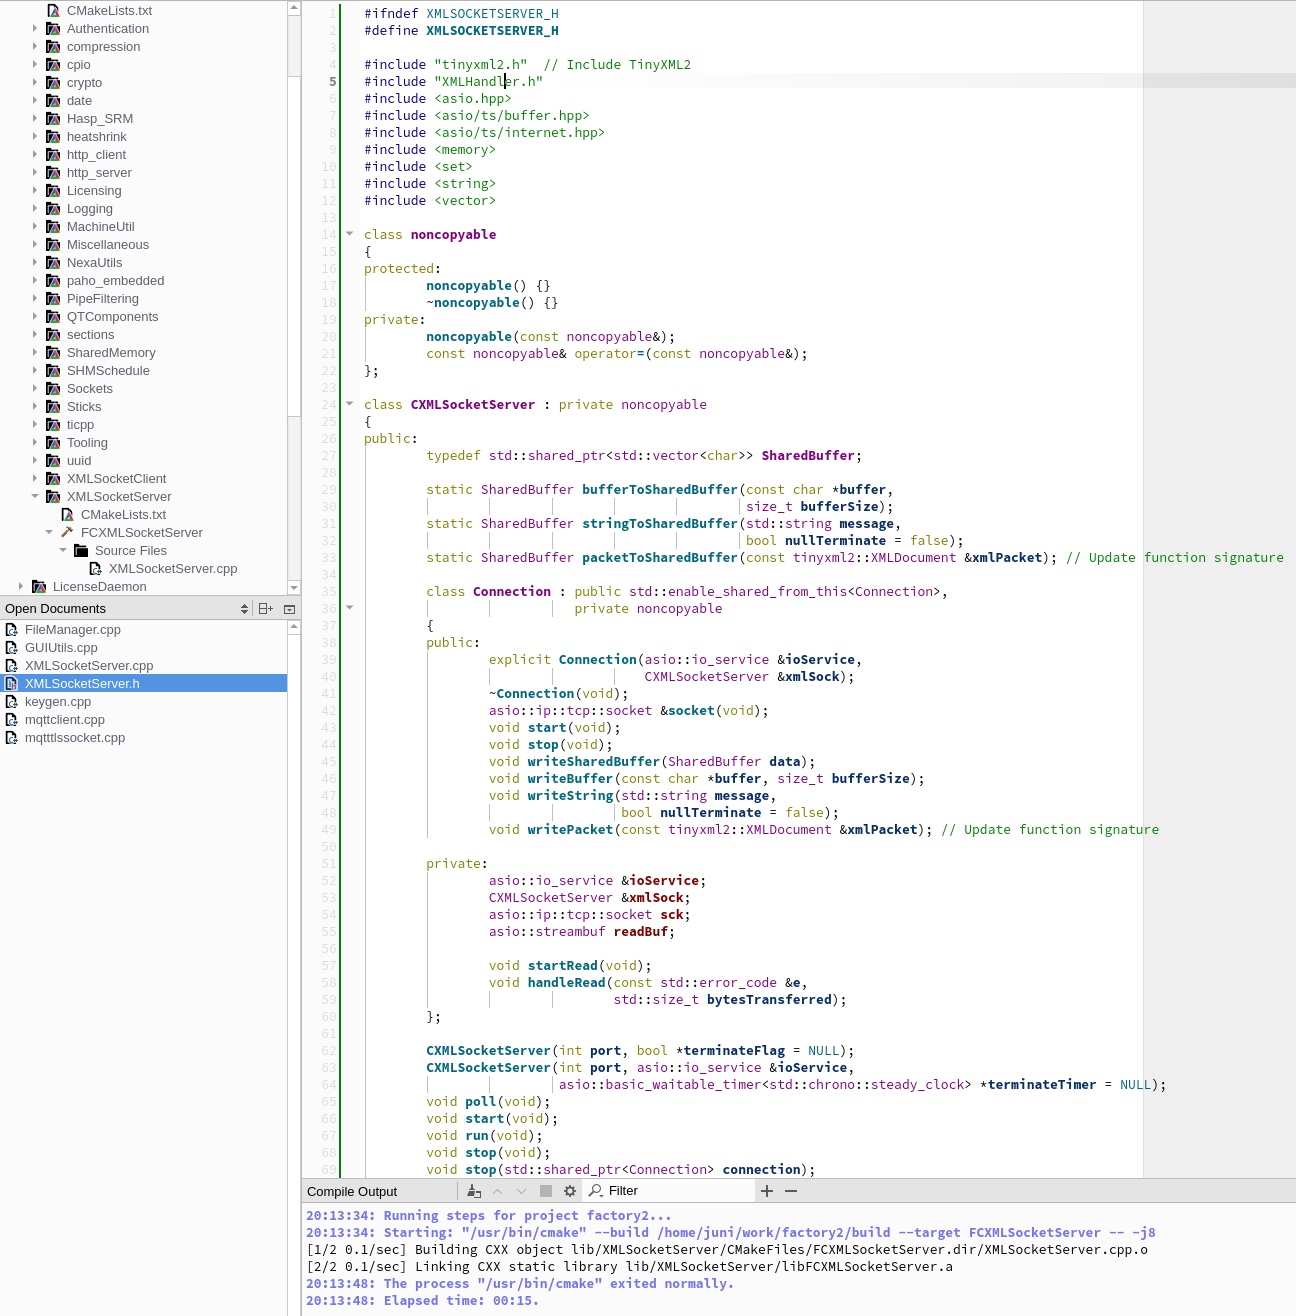 CMakeLists.txt
Authentication
compression
cpio
crypto
date
Hasp_SRM
heatshrink
http_client
http_server
Licensing
Logging
MachineUtil
Miscellaneous
NexaUtils
paho_embedded
PipeFiltering
QTComponents
sections
SharedMemory
SHMSchedule
Sockets
Sticks
ticpp
Tooling
uuid
XMLSocketClient
XMLSocketServer
CMakeLists.txt
FCXMLSocketServer
Source Files
XMLSocketServer.cpp
LicenseDaemon
Open Documents
FileManager.cpp
GUIUtils.cpp
XMLSocketServer.cpp
XMLSocketServer.h
keygen.cpp
mqttclient.cpp
mqtttlssocket.cpp
1 #ifndef XMLSOCKETSERVER_H
2 #define XMLSOCKETSERVER_H
3
4 #include "tinyxml2.h"  // Include TinyXML2
5 #include "XMLHandler.h"
6 #include <asio.hpp>
7 #include <asio/ts/buffer.hpp>
8 #include <asio/ts/internet.hpp>
9 #include <memory>
10 #include <set>
11 #include <string>
12 #include <vector>
13
14 class noncopyable
15 {
16 protected:
17         noncopyable() {}
18         ~noncopyable() {}
19 private:
20         noncopyable(const noncopyable&);
21         const noncopyable& operator=(const noncopyable&);
22 };
23
24 class CXMLSocketServer : private noncopyable
25 {
26 public:
27         typedef std::shared_ptr<std::vector<char>> SharedBuffer;
28
29         static SharedBuffer bufferToSharedBuffer(const char *buffer,
30                                                  size_t bufferSize);
31         static SharedBuffer stringToSharedBuffer(std::string message,
32                                                  bool nullTerminate = false);
33         static SharedBuffer packetToSharedBuffer(const tinyxml2::XMLDocument &xmlPacket); // Update function signature
34
35         class Connection : public std::enable_shared_from_this<Connection>,
36                            private noncopyable
37         {
38         public:
39                 explicit Connection(asio::io_service &ioService,
40                                     CXMLSocketServer &xmlSock);
41                 ~Connection(void);
42                 asio::ip::tcp::socket &socket(void);
43                 void start(void);
44                 void stop(void);
45                 void writeSharedBuffer(SharedBuffer data);
46                 void writeBuffer(const char *buffer, size_t bufferSize);
47                 void writeString(std::string message,
48                                  bool nullTerminate = false);
49                 void writePacket(const tinyxml2::XMLDocument &xmlPacket); // Update function signature
50
51         private:
52                 asio::io_service &ioService;
53                 CXMLSocketServer &xmlSock;
54                 asio::ip::tcp::socket sck;
55                 asio::streambuf readBuf;
56
57                 void startRead(void);
58                 void handleRead(const std::error_code &e,
59                                 std::size_t bytesTransferred);
60         };
61
62         CXMLSocketServer(int port, bool *terminateFlag = NULL);
63         CXMLSocketServer(int port, asio::io_service &ioService,
64                          asio::basic_waitable_timer<std::chrono::steady_clock> *terminateTimer = NULL);
65         void poll(void);
66         void start(void);
67         void run(void);
68         void stop(void);
69         void stop(std::shared_ptr<Connection> connection);
Compile Output
Filter
20:13:34: Running steps for project factory2...
20:13:34: Starting: "/usr/bin/cmake" --build /home/juni/work/factory2/build --target FCXMLSocketServer -- -j8
[1/2 0.1/sec] Building CXX object lib/XMLSocketServer/CMakeFiles/FCXMLSocketServer.dir/XMLSocketServer.cpp.o
[2/2 0.1/sec] Linking CXX static library lib/XMLSocketServer/libFCXMLSocketServer.a
20:13:48: The process "/usr/bin/cmake" exited normally.
20:13:48: Elapsed time: 00:15.